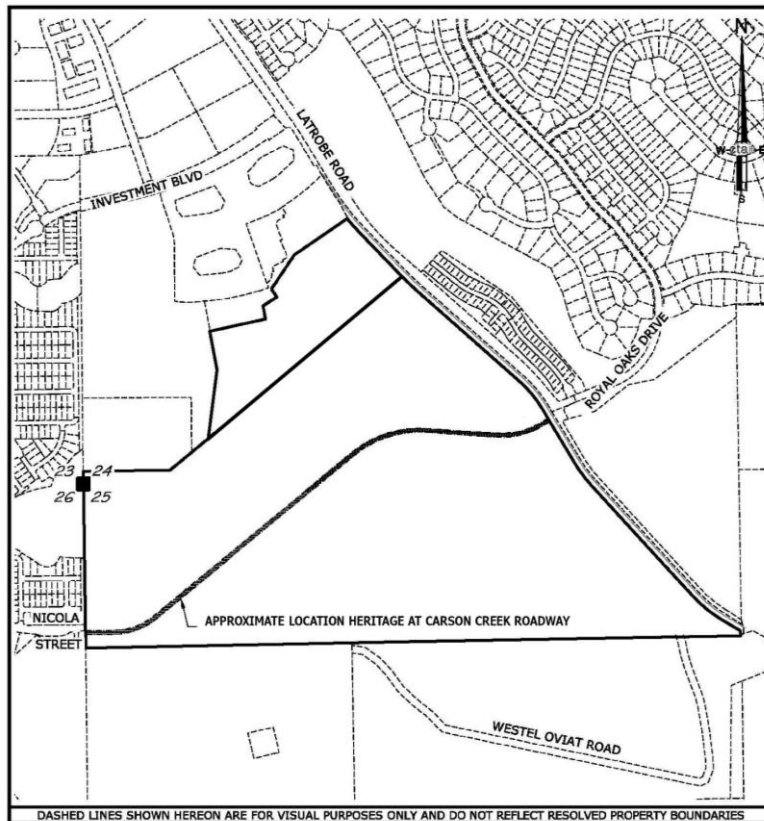 N
LATROBE ROAD
INVESTMENT BLVD
W
E
S
ROYAL OAKS DRIVE
23 24
26 25
NICOLA
STREET
APPROXIMATE LOCATION HERITAGE AT CARSON CREEK ROADWAY
WESTEL OVIAT ROAD
DASHED LINES SHOWN HEREON ARE FOR VISUAL PURPOSES ONLY AND DO NOT REFLECT RESOLVED PROPERTY BOUNDARIES